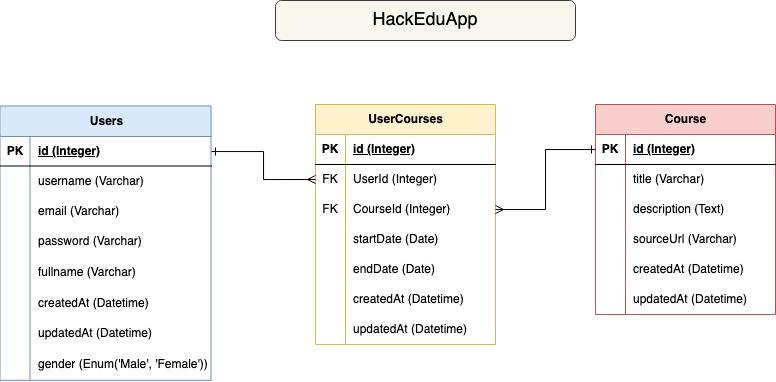 HackEduApp
Users
PK id (Integer)
username (Varchar)
email (Varchar)
password (Varchar)
fullname (Varchar)
createdAt (Datetime)
updatedAt (Datetime)
gender (Enum('Male', 'Female'))
UserCourses
PK id (Integer)
FK UserId (Integer)
FK CourseId (Integer)
startDate (Date)
endDate (Date)
createdAt (Datetime)
updatedAt (Datetime)
Course
PK id (Integer)
title (Varchar)
description (Text)
sourceUrl (Varchar)
createdAt (Datetime)
updatedAt (Datetime)